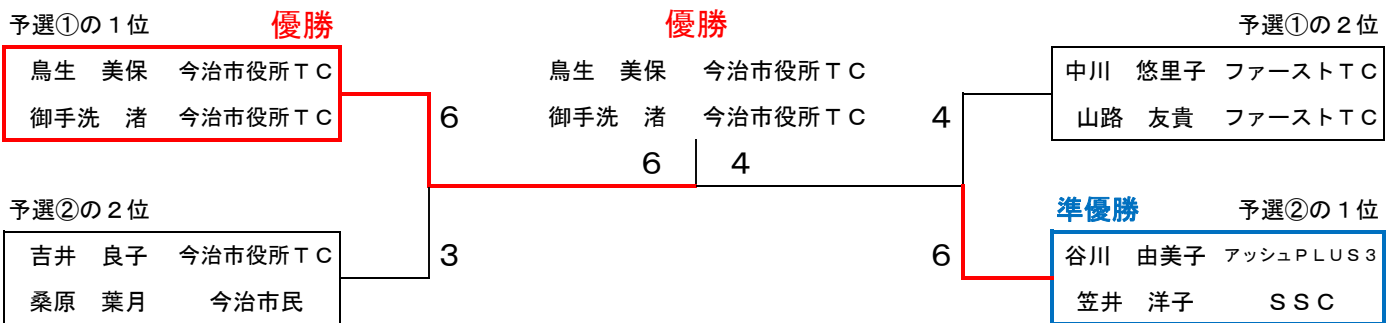 予選①の1位 優勝
鳥生 美保 今治市役所TC
御手洗 渚 今治市役所TC
6
予選②の2位
吉井 良子 今治市役所TC
桑原 葉月 今治市民
3
優勝
鳥生 美保 今治市役所TC
御手洗 渚 今治市役所TC
6 4
予選①の2位
中川 悠里子 ファーストTC
山路 友貴 ファーストTC
4
準優勝 予選②の1位
谷川 由美子 アッシュPLUS3
笠井 洋子 SSC
6